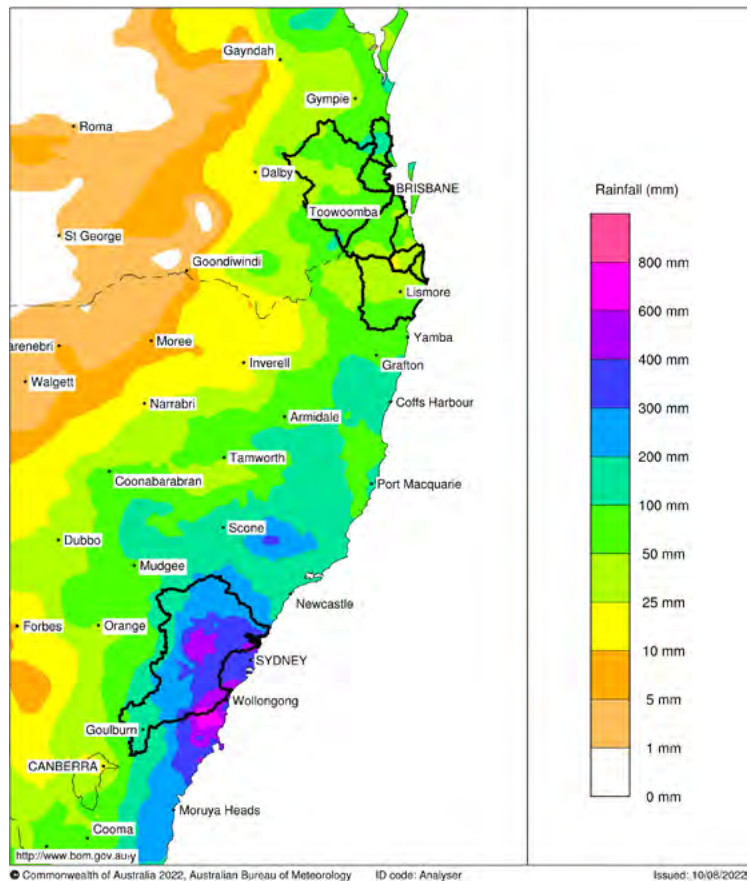 Gayndah
Gympie
Roma
Dalby
BRISBANE
Toowoomba
St George
Goondiwindi
Lismore
Yamba
Moree
arenebri
Inverell
Grafton
Walgett
Narrabri
Coffs Harbour
Armidale
Tamworth
Coonabarabran
Port Macquarie
Scone
Dubbo
Mudgee
Newcastle
Forbes
Orange
SYDNEY
Wollongong
Goulburn
CANBERRA
Moruya Heads
Cooma
http://www.bom.gov.au
Rainfall (mm)
800 mm
600 mm
400 mm
300 mm
200 mm
100 mm
50 mm
25 mm
10 mm
5 mm
1 mm
0 mm
© Commonwealth of Australia 2022, Australian Bureau of Meteorology ID code: Analyser Issued: 10/08/2022